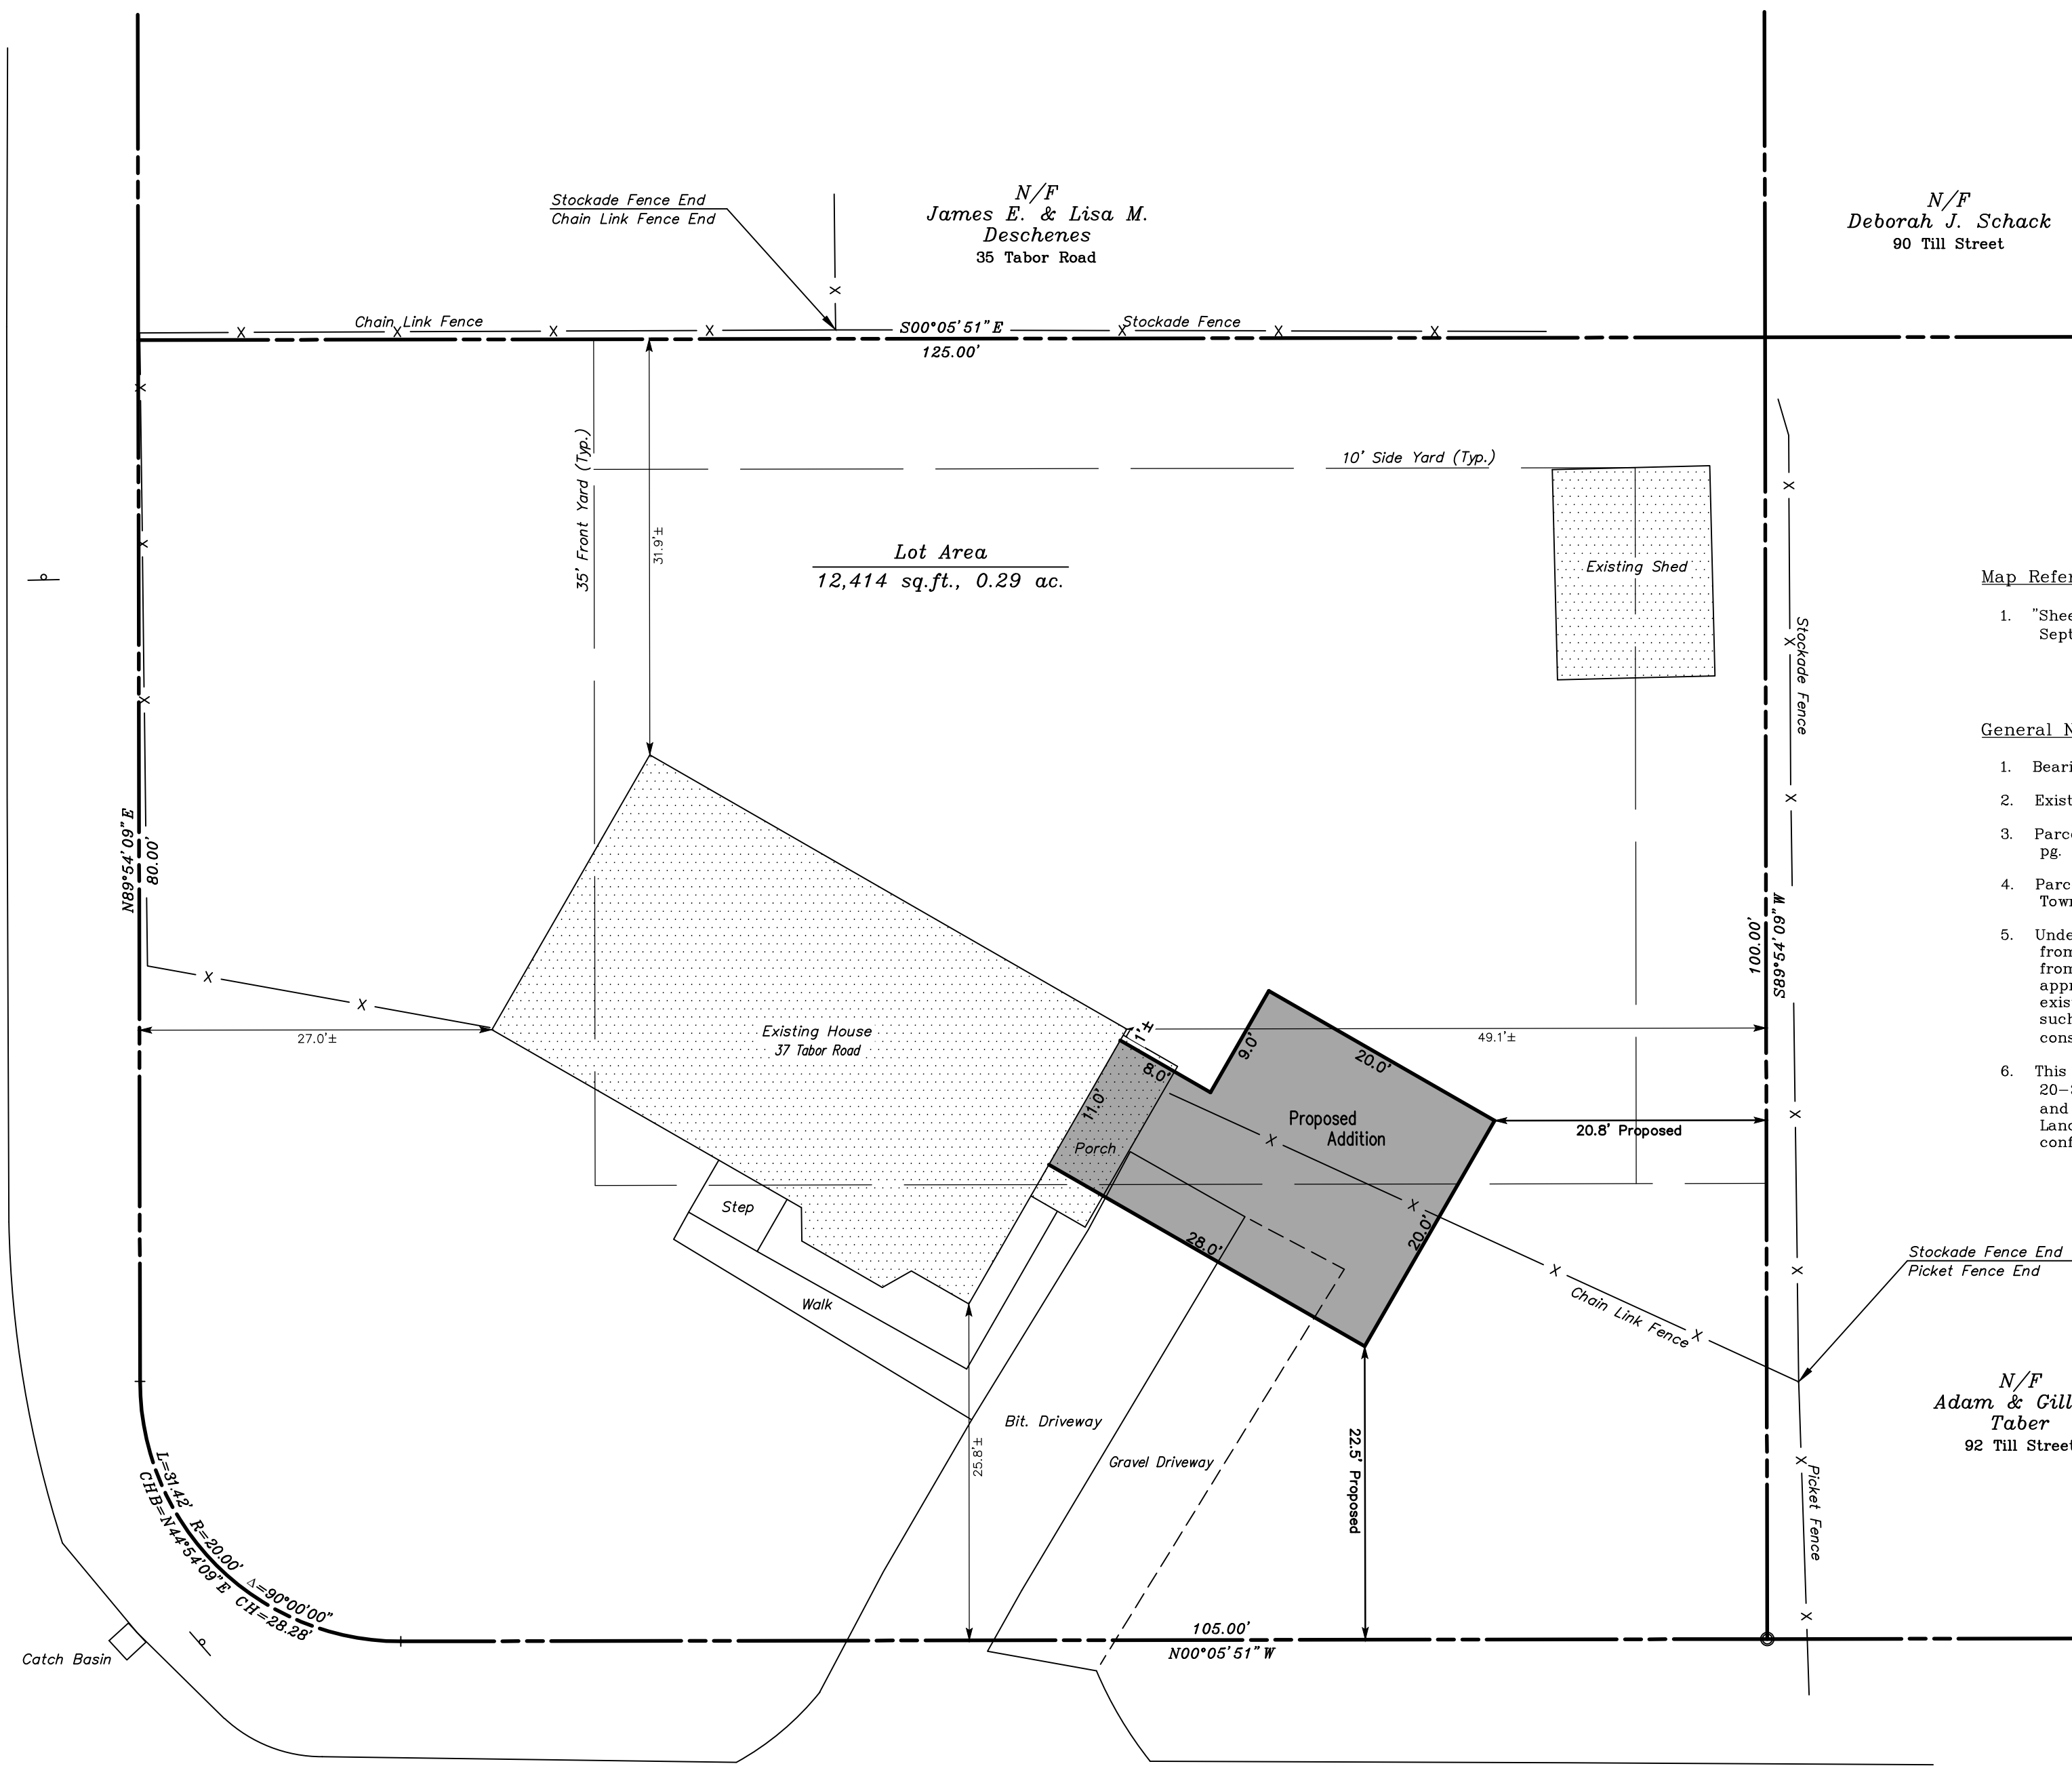 Stockade Fence End
Chain Link Fence End
N/F
James E. & Lisa M.
Deschenes
35 Tabor Road
N/F
Deborah J. Schack
90 Till Street
Chain Link Fence
X X X X
S00°05'51"E
125.00'
X
Stockade Fence
X X X
35' Front Yard (Typ.)
31.9'±
10' Side Yard (Typ.)
Lot Area
12,414 sq.ft., 0.29 ac.
Existing Shed
Stockade Fence
Map Refer
1. "Shee
Sept
General N
1. Beari
2. Exist
3. Parce
pg.
4. Parc
Town
5. Unde
from
from
appr
exis
such
cons
6. This
20-
and
Land
conf
N89°54'09"E
80.00'
S89°54'09"W
100.00'
27.0'±
Existing House
37 Tabor Road
1'±
8.0'
9.0'
20.0'
49.1'±
11.0'
Porch
Proposed
Addition
20.8' Proposed
20.0'
28.0'
Step
Walk
Chain Link Fence
Stockade Fence End
Picket Fence End
N/F
Adam & Gill
Taber
92 Till Street
Bit. Driveway
Gravel Driveway
25.8'±
22.5' Proposed
Picket Fence
L=31.42' R=20.00' Δ=90°00'00"
CHB=N44°54'09"E CH=28.28'
Catch Basin
105.00'
N00°05'51"W